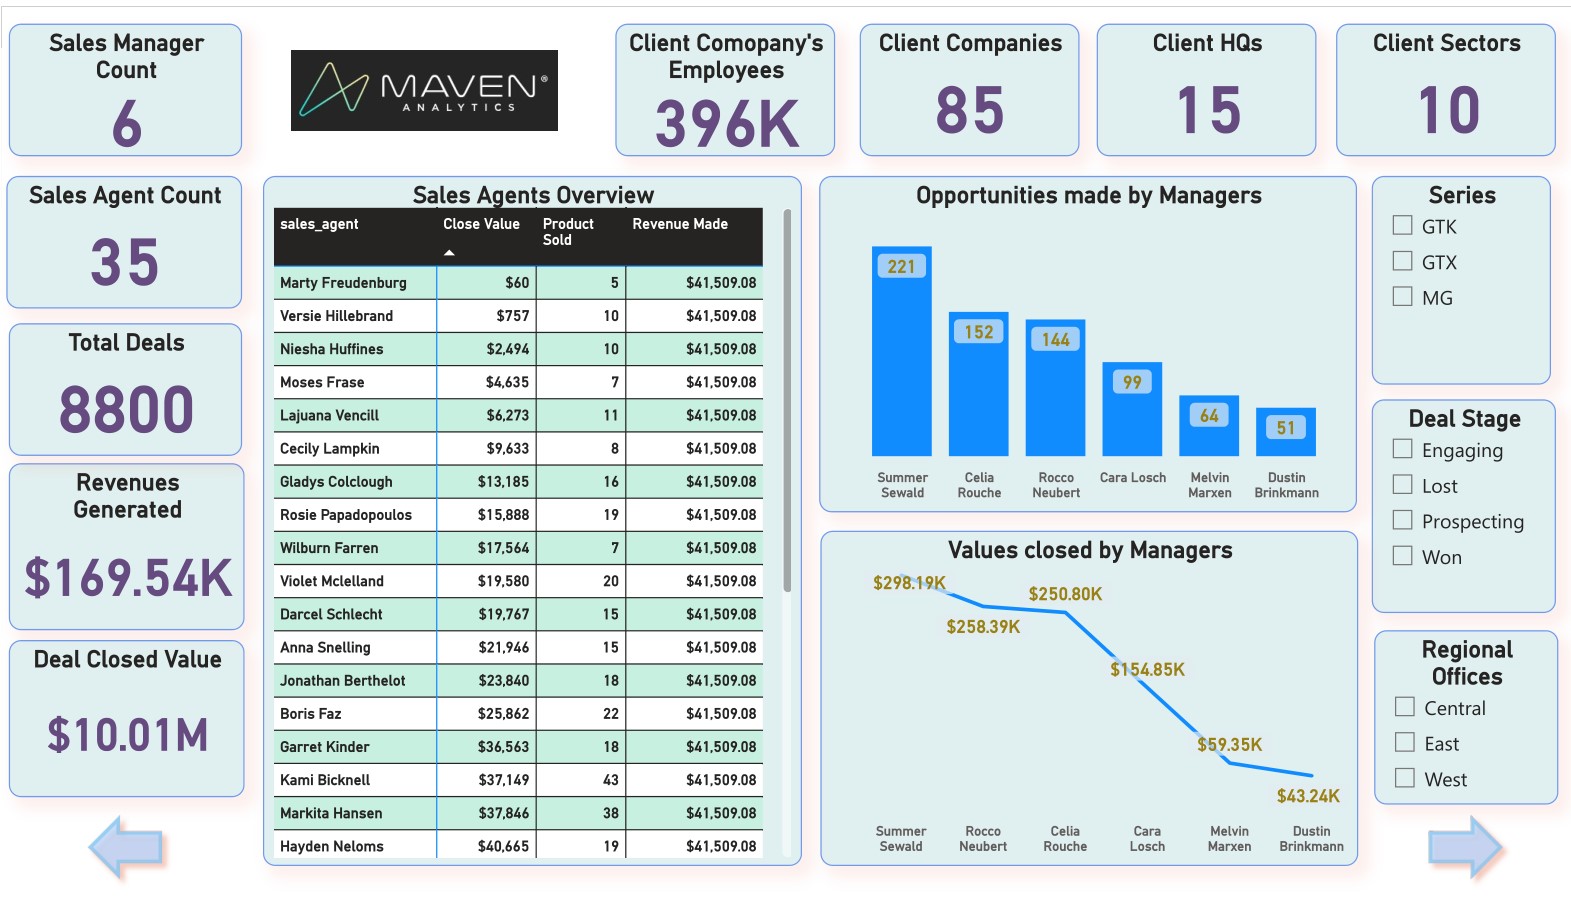 Sales Manager
Count
6
MAVEN®
ANALYTICS
Client Comopany's
Employees
396K
Client Companies
85
Client HQs
15
Client Sectors
10
Sales Agent Count
35
Total Deals
8800
Revenues
Generated
$169.54K
Deal Closed Value
$10.01M
Sales Agents Overview
sales_agent Close Value Product Revenue Made
Sold
Marty Freudenburg $60 5 $41,509.08
Versie Hillebrand $757 10 $41,509.08
Niesha Huffines $2,494 10 $41,509.08
Moses Frase $4,635 7 $41,509.08
Lajuana Vencill $6,273 11 $41,509.08
Cecily Lampkin $9,633 8 $41,509.08
Gladys Colclough $13,185 16 $41,509.08
Rosie Papadopoulos $15,888 19 $41,509.08
Wilburn Farren $17,564 7 $41,509.08
Violet Mclelland $19,580 20 $41,509.08
Darcel Schlecht $19,767 15 $41,509.08
Anna Snelling $21,946 15 $41,509.08
Jonathan Berthelot $23,840 18 $41,509.08
Boris Faz $25,862 22 $41,509.08
Garret Kinder $36,563 18 $41,509.08
Kami Bicknell $37,149 43 $41,509.08
Markita Hansen $37,846 38 $41,509.08
Hayden Neloms $40,665 19 $41,509.08
Opportunities made by Managers
221
152
144
99
64
51
Summer Celia Rocco Cara Losch Melvin Dustin
Sewald Rouche Neubert Marxen Brinkmann
Values closed by Managers
$298.19K
$258.39K
$250.80K
$154.85K
$59.35K
$43.24K
Summer Rocco Celia Cara Melvin Dustin
Sewald Neubert Rouche Losch Marxen Brinkmann
Series
GTK
GTX
MG
Deal Stage
Engaging
Lost
Prospecting
Won
Regional
Offices
Central
East
West